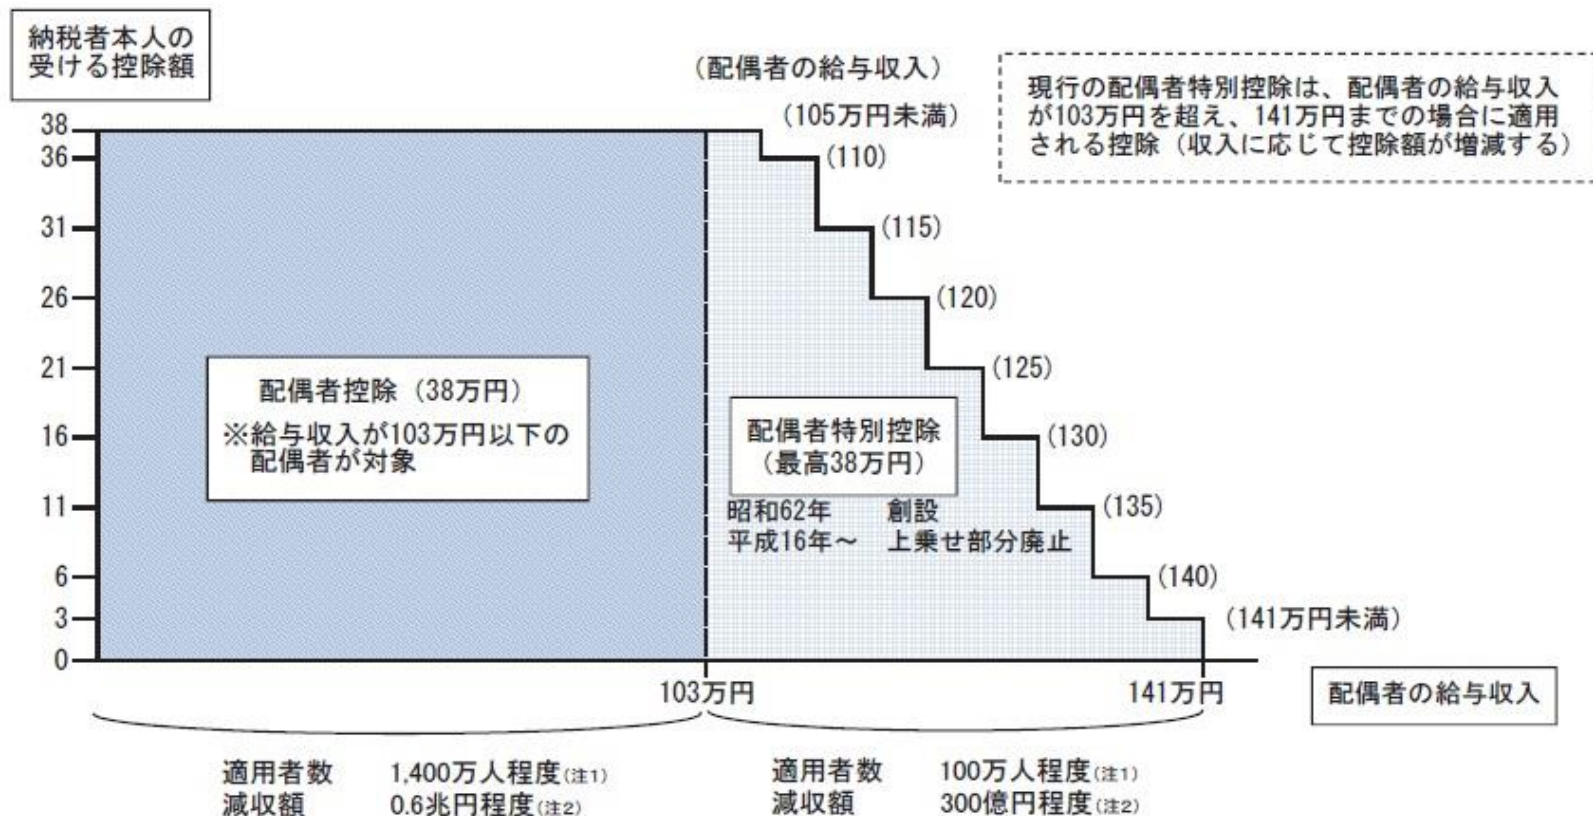 納税者本人の
受ける控除額
(配偶者の給与収入)
現行の配偶者特別控除は、配偶者の給与収入
が103万円を超え、141万円までの場合に適用
される控除（収入に応じて控除額が増減する）
38
(105万円未満)
36
(110)
31
(115)
26
(120)
21
(125)
16
(130)
11
(135)
6
(140)
3
(141万円未満)
0
配偶者控除（38万円）
※給与収入が103万円以下の
配偶者が対象
配偶者特別控除
（最高38万円）
昭和62年 創設
平成16年～ 上乗せ部分廃止
103万円
141万円
配偶者の給与収入
適用者数 1,400万人程度(注1)
減収額 0.6兆円程度(注2)
適用者数 100万人程度(注1)
減収額 300億円程度(注2)